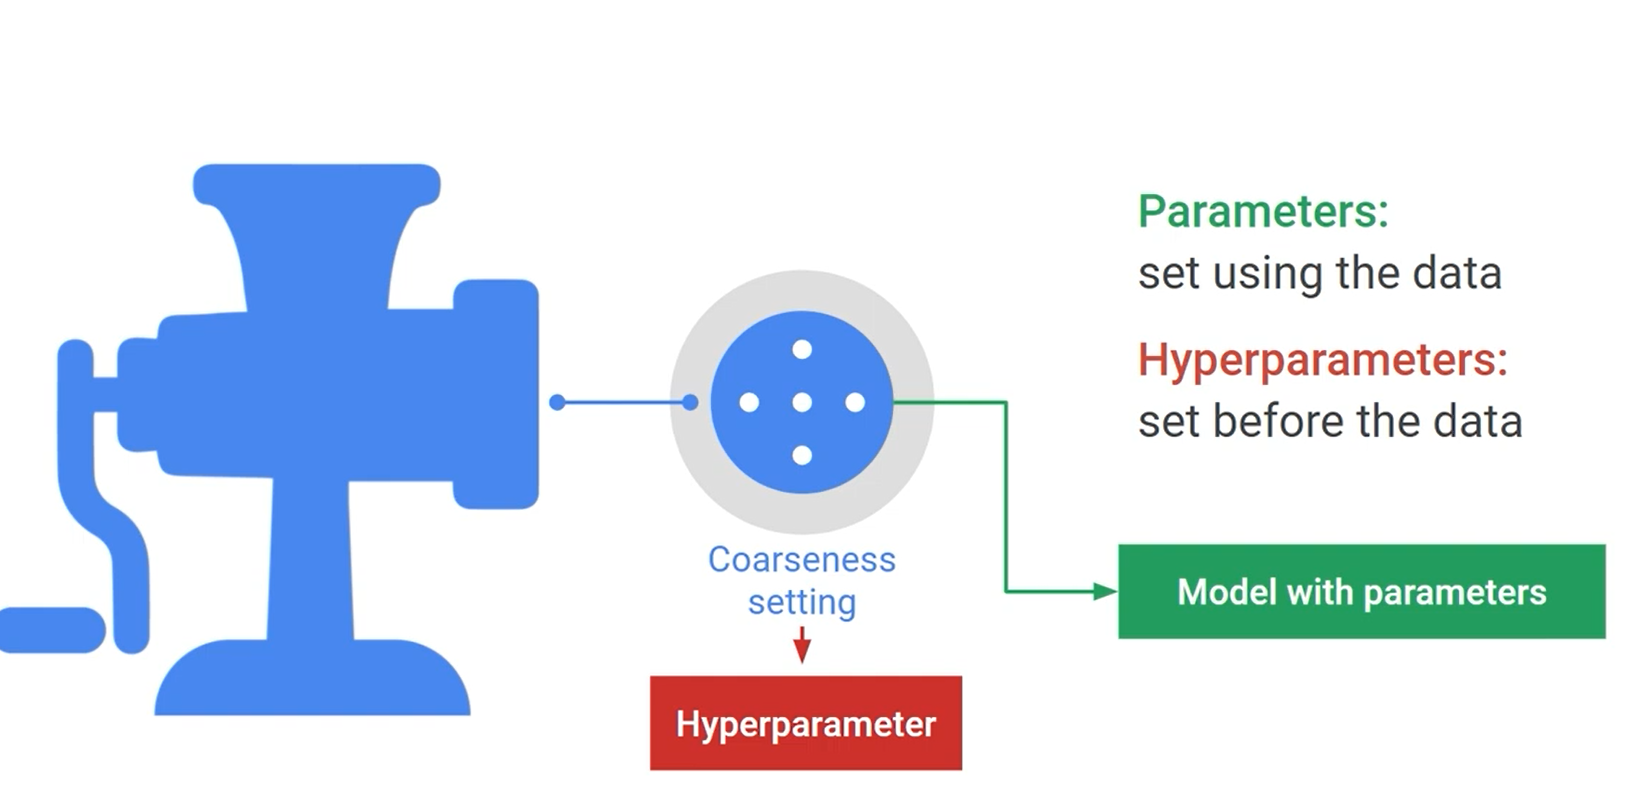 Parameters:
set using the data
Hyperparameters:
set before the data
Coarseness
setting
Model with parameters
Hyperparameter